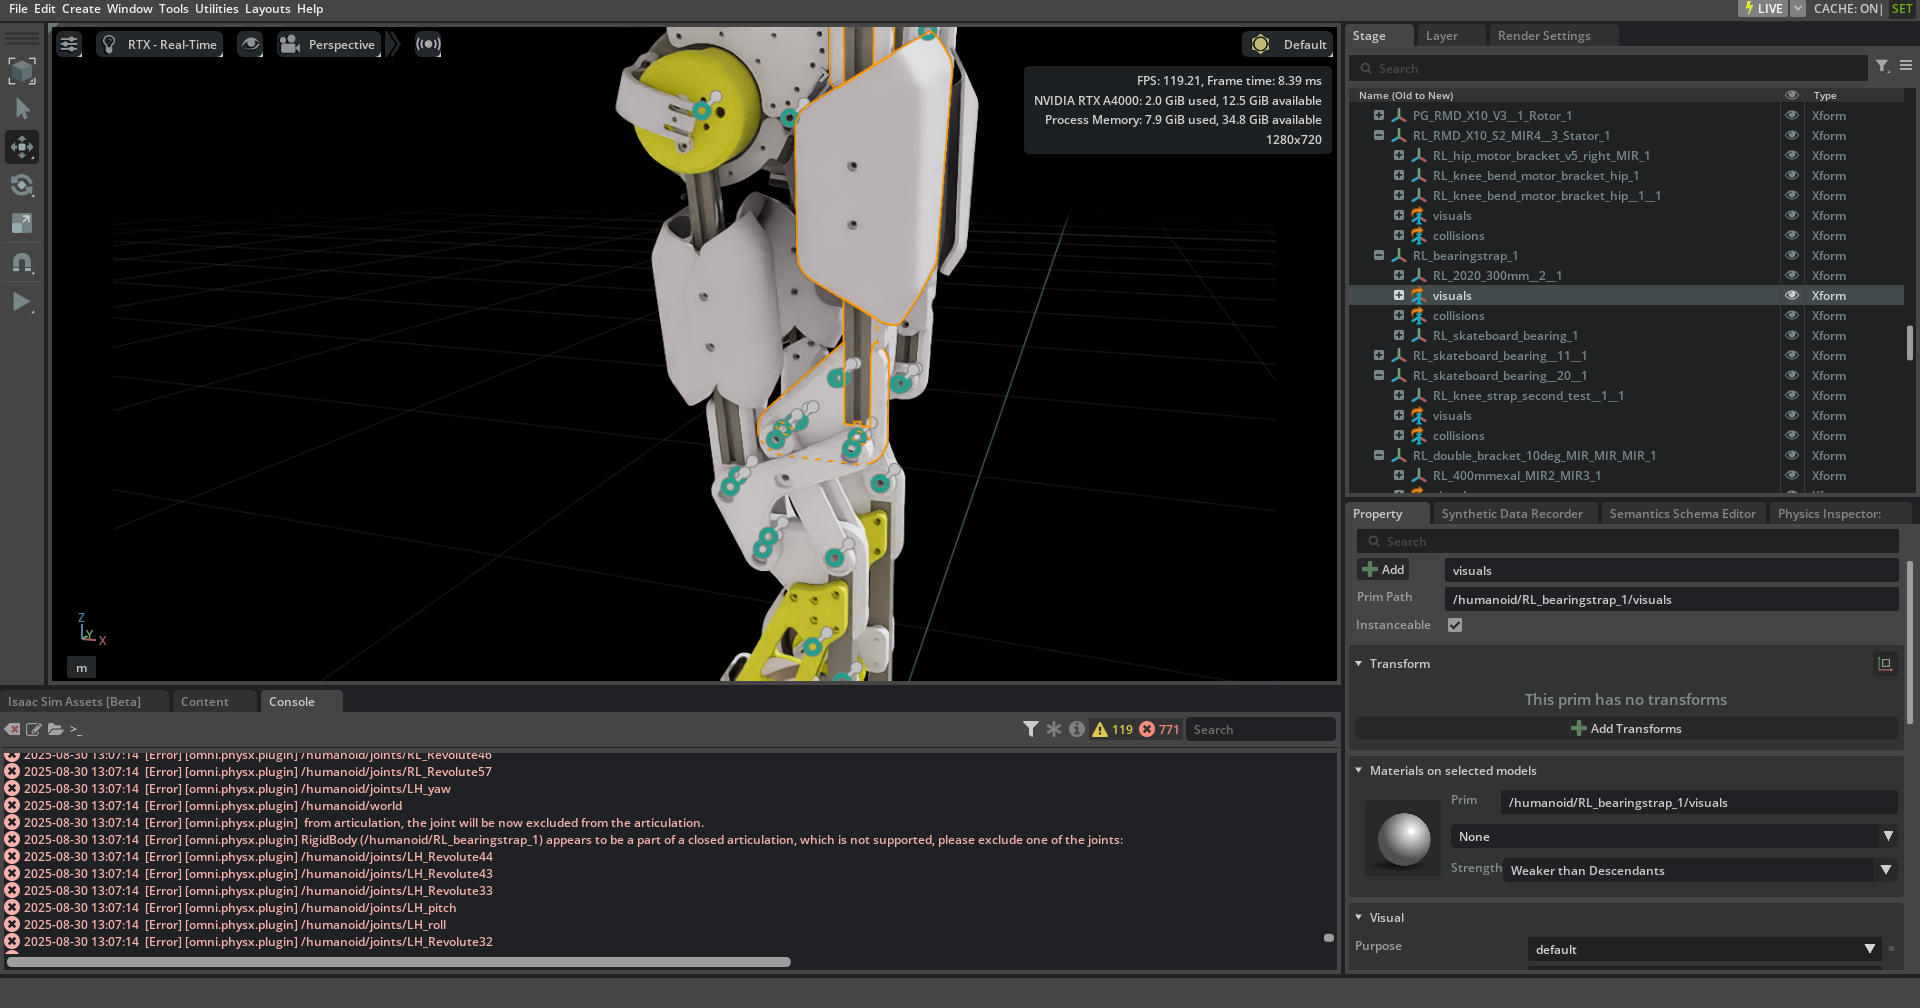 File Edit Create Window Tools Utilities Layouts Help
LIVE CACHE: ON| SET
RTX - Real-Time
Perspective
Default
FPS: 119.21, Frame time: 8.39 ms
NVIDIA RTX A4000: 2.0 GiB used, 12.5 GiB available
Process Memory: 7.9 GiB used, 34.8 GiB available
1280x720
Z
Y
X
m
Stage Layer Render Settings
Search
Name (Old to New) Type
PG_RMD_X10_V3__1_Rotor_1 Xform
RL_RMD_X10_S2_MIR4__3_Stator_1 Xform
RL_hip_motor_bracket_v5_right_MIR_1 Xform
RL_knee_bend_motor_bracket_hip_1 Xform
RL_knee_bend_motor_bracket_hip__1__1 Xform
visuals Xform
collisions Xform
RL_bearingstrap_1 Xform
RL_2020_300mm__2__1 Xform
visuals Xform
collisions Xform
RL_skateboard_bearing_1 Xform
RL_skateboard_bearing__11__1 Xform
RL_skateboard_bearing__20__1 Xform
RL_knee_strap_second_test__1__1 Xform
visuals Xform
collisions Xform
RL_double_bracket_10deg_MIR_MIR_MIR_1 Xform
RL_400mmexal_MIR2_MIR3_1 Xform
Property Synthetic Data Recorder Semantics Schema Editor Physics Inspector:
Search
Add visuals
Prim Path /humanoid/RL_bearingstrap_1/visuals
Instanceable
Transform
This prim has no transforms
Add Transforms
Materials on selected models
Prim /humanoid/RL_bearingstrap_1/visuals
None
Strength Weaker than Descendants
Visual
Purpose default
Isaac Sim Assets [Beta] Content Console
>_ 119 771 Search
2025-08-30 13:07:14 [Error] [omni.physx.plugin] /humanoid/joints/RL_Revolute46
2025-08-30 13:07:14 [Error] [omni.physx.plugin] /humanoid/joints/RL_Revolute57
2025-08-30 13:07:14 [Error] [omni.physx.plugin] /humanoid/joints/LH_yaw
2025-08-30 13:07:14 [Error] [omni.physx.plugin] /humanoid/world
2025-08-30 13:07:14 [Error] [omni.physx.plugin] from articulation, the joint will be now excluded from the articulation.
2025-08-30 13:07:14 [Error] [omni.physx.plugin] RigidBody (/humanoid/RL_bearingstrap_1) appears to be a part of a closed articulation, which is not supported, please exclude one of the joints:
2025-08-30 13:07:14 [Error] [omni.physx.plugin] /humanoid/joints/LH_Revolute44
2025-08-30 13:07:14 [Error] [omni.physx.plugin] /humanoid/joints/LH_Revolute43
2025-08-30 13:07:14 [Error] [omni.physx.plugin] /humanoid/joints/LH_Revolute33
2025-08-30 13:07:14 [Error] [omni.physx.plugin] /humanoid/joints/LH_pitch
2025-08-30 13:07:14 [Error] [omni.physx.plugin] /humanoid/joints/LH_roll
2025-08-30 13:07:14 [Error] [omni.physx.plugin] /humanoid/joints/LH_Revolute32